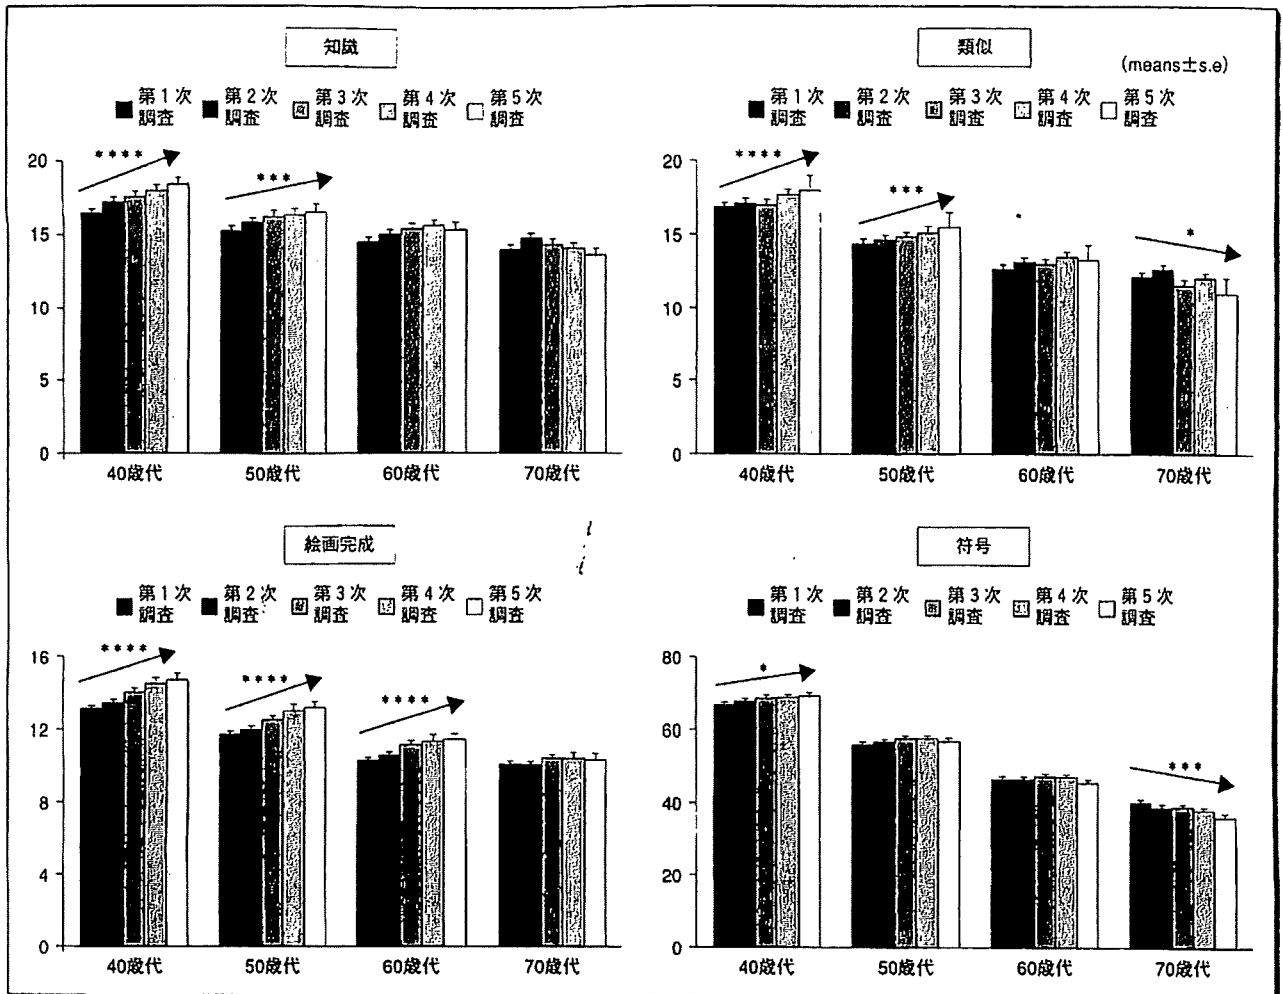 知識
第1次 第2次 第3次 第4次 第5次
調査 調査 調査 調査 調査
20
15
10
5
0
****
***
40歳代 50歳代 60歳代 70歳代
類似
(means±s.e)
第1次 第2次 第3次 第4次 第5次
調査 調査 調査 調査 調査
20
15
10
5
0
****
***
*
40歳代 50歳代 60歳代 70歳代
絵画完成
第1次 第2次 第3次 第4次 第5次
調査 調査 調査 調査 調査
16
12
8
4
0
****
****
****
40歳代 50歳代 60歳代 70歳代
符号
第1次 第2次 第3次 第4次 第5次
調査 調査 調査 調査 調査
80
60
40
20
0
*
***
40歳代 50歳代 60歳代 70歳代